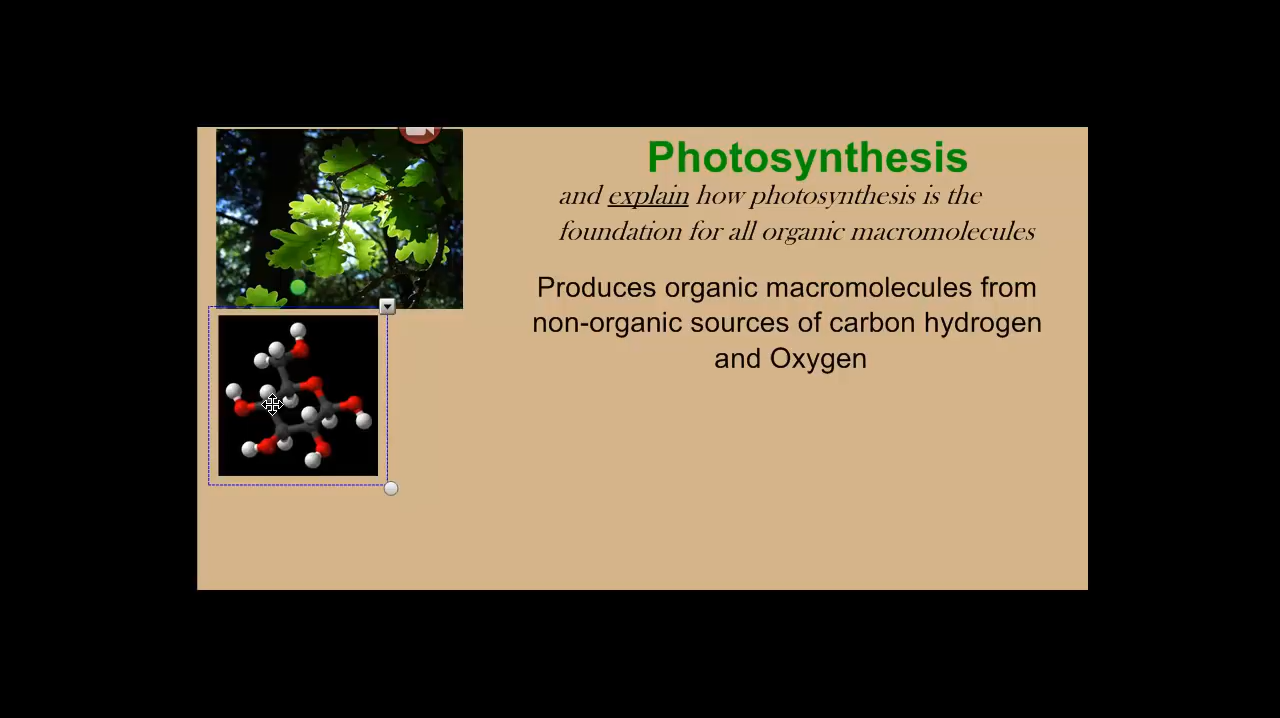 Photosynthesis
and explain how photosynthesis is the
foundation for all organic macromolecules
Produces organic macromolecules from
non-organic sources of carbon hydrogen
and Oxygen